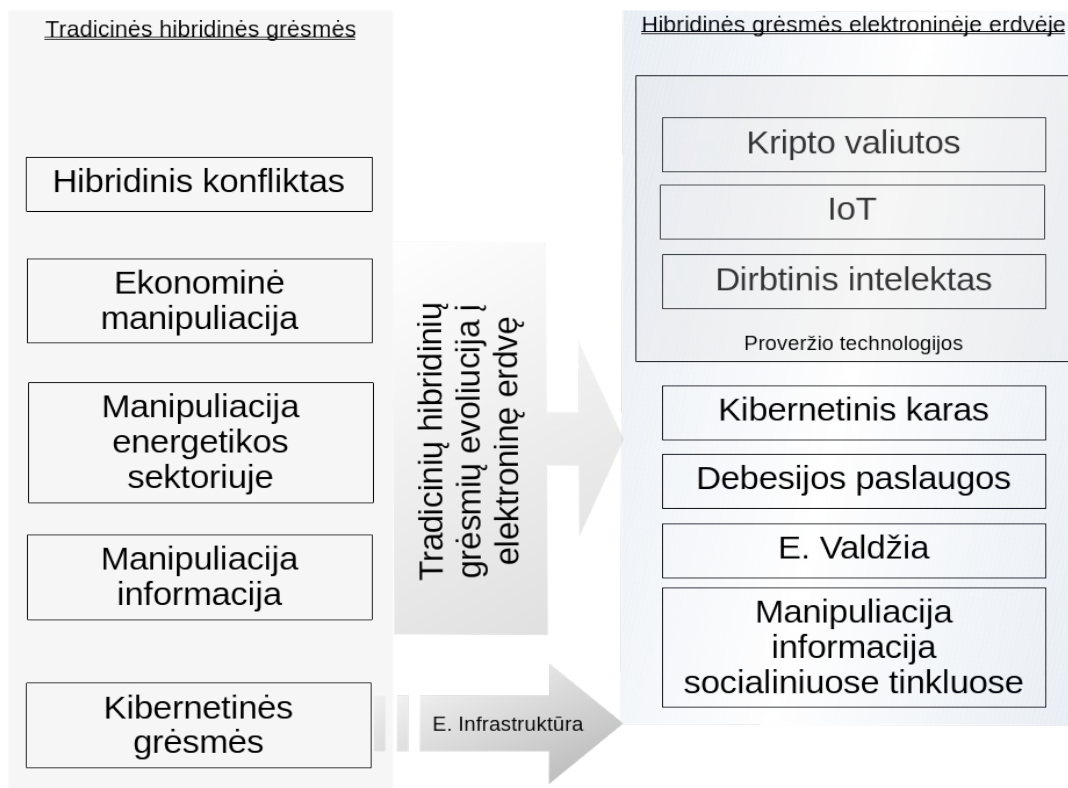 Tradicinės hibridinės grėsmės
Hibridinis konfliktas
Ekonominė
manipuliacija
Manipuliacija
energetikos
sektoriuje
Manipuliacija
informacija
Kibernetinės
grėsmės
Tradicinių hibridinių
grėsmių evoliucija į
elektroninę erdvę
E. Infrastruktūra
Hibridinės grėsmės elektroninėje erdvėje
Kripto valiutos
IoT
Dirbtinis intelektas
Proveržio technologijos
Kibernetinis karas
Debesijos paslaugos
E. Valdžia
Manipuliacija
informacija
socialiniuose tinkluose